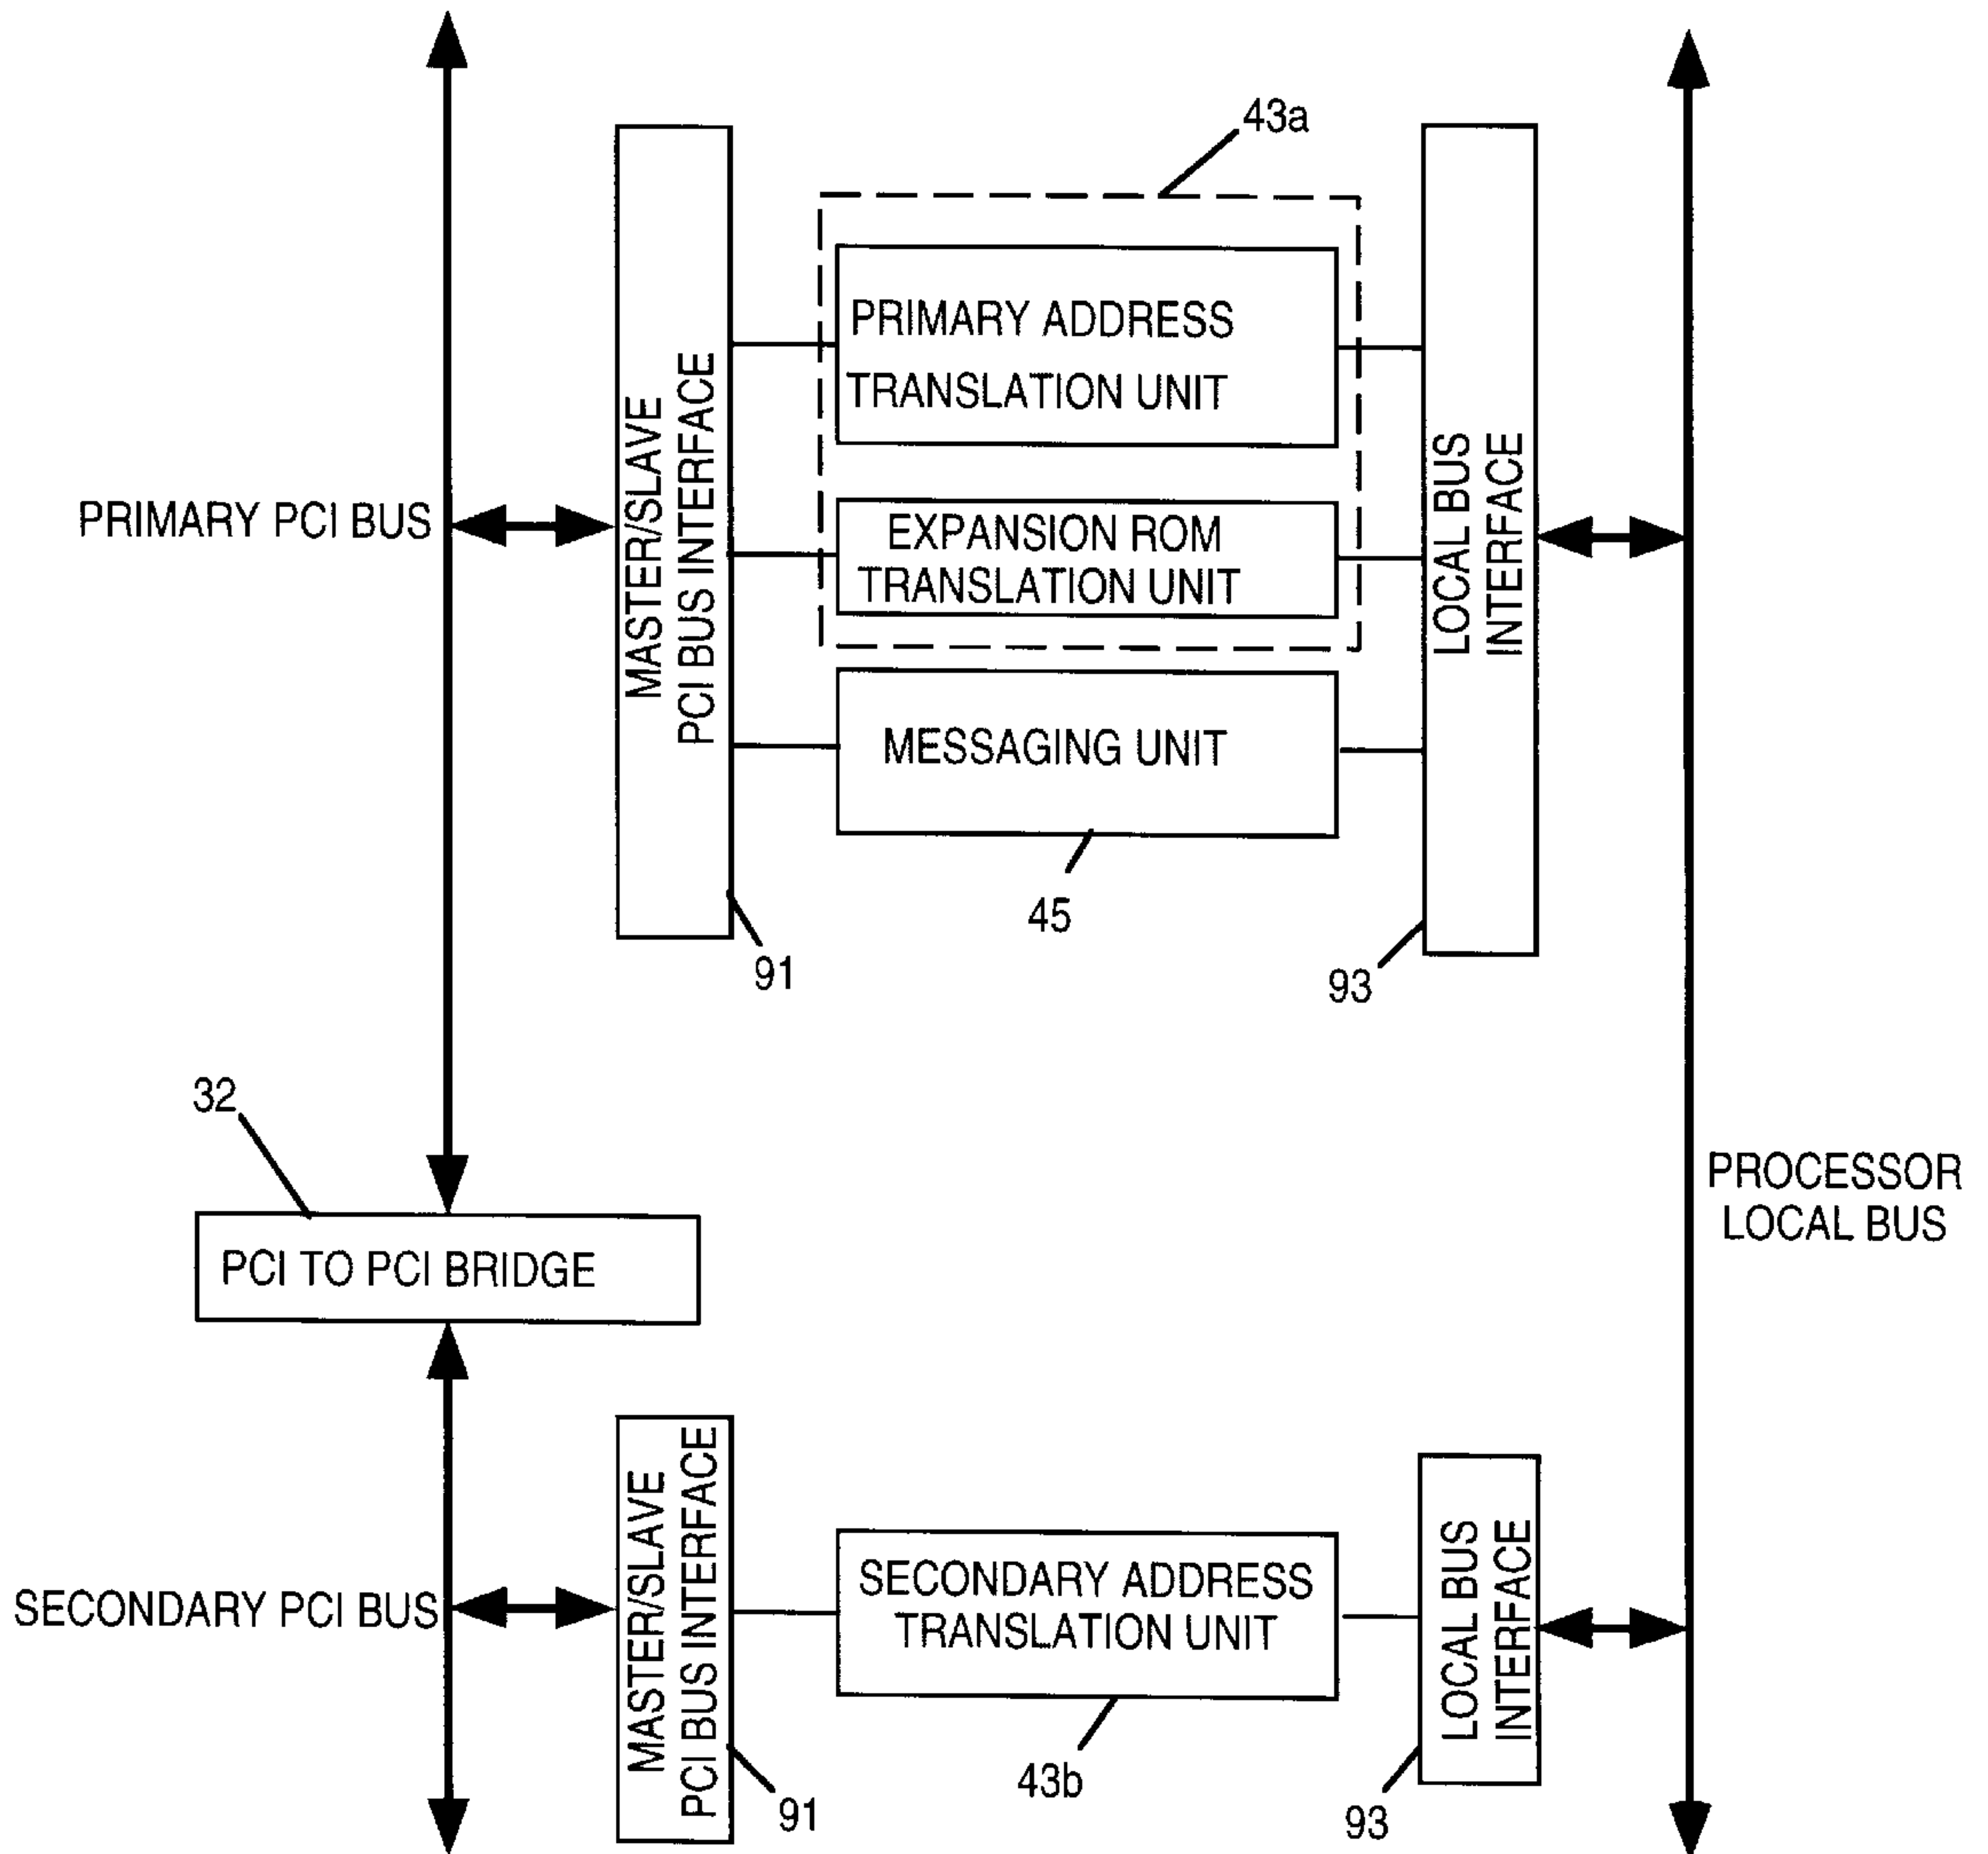 43a
PRIMARY ADDRESS
TRANSLATION UNIT
MASTER/SLAVE
PCI BUS INTERFACE
LOCAL BUS
INTERFACE
PRIMARY PCI BUS
EXPANSION ROM
TRANSLATION UNIT
MESSAGING UNIT
45
91
93
32
PCI TO PCI BRIDGE
PROCESSOR
LOCAL BUS
MASTER/SLAVE
PCI BUS INTERFACE
SECONDARY ADDRESS
TRANSLATION UNIT
LOCAL BUS
INTERFACE
SECONDARY PCI BUS
43b
91
93